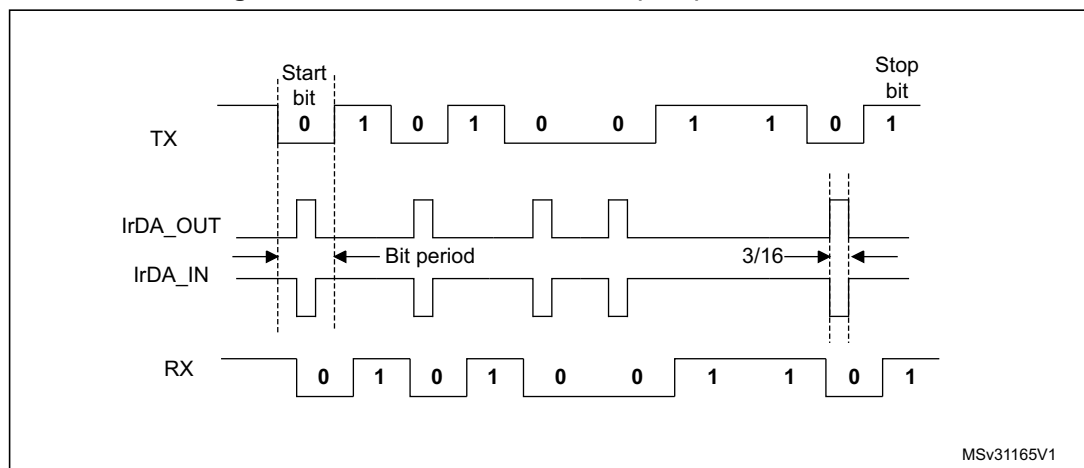 Start
bit
Stop
bit
TX
0 1 0 1 0 0 1 1 0 1
IrDA_OUT
Bit period
3/16
IrDA_IN
RX
0 1 0 1 0 0 1 1 0 1
MSv31165V1